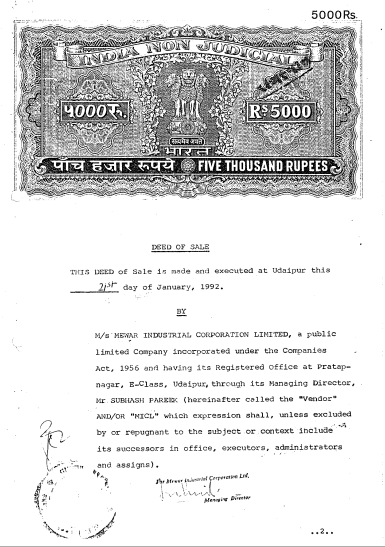 5000Rs.
INDIA NON JUDICIAL
५000रु.
Rs 5000
सत्यमेव जयते
भारत
पाँच हजार रूपये FIVE THOUSAND RUPEES
DEED OF SALE
THIS DEED of Sale is made and executed at Udaipur this
21st day of January, 1992.
BY
M/s MEWAR INDUSTRIAL CORPORATION LIMITED, a public
limited Company incorporated under the Companies
Act, 1956 and having its Registered Office at Pratap-
nagar, E-Class, Udaipur, through its Managing Director,
Mr SUBHASH PAREEK (hereinafter called the "Vendor"
AND/OR "MICL" which expression shall, unless excluded
by or repugnant to the subject or context include
its successors in office, executors, administrators
and assigns).
For Mewar Industrial Corporation Ltd.
Managing Director
..2..